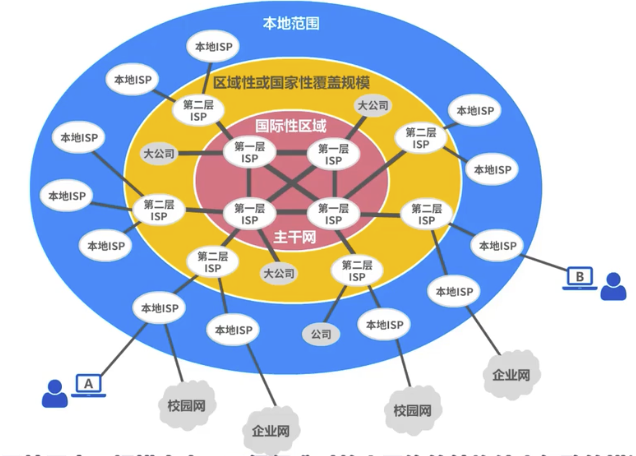 本地范围
本地ISP
本地ISP
区域性或国家性覆盖规模
第二层
ISP
大公司
本地ISP
国际性区域
本地ISP
第二层
ISP
大公司
第一层
ISP
第一层
ISP
本地ISP
本地ISP
第二层
ISP
第一层
ISP
第一层
ISP
第二层
ISP
主干网
本地ISP
本地ISP
第二层
ISP
大公司
第二层
ISP
B
本地ISP
本地ISP
本地ISP
公司
本地ISP
A
企业网
校园网
校园网
企业网